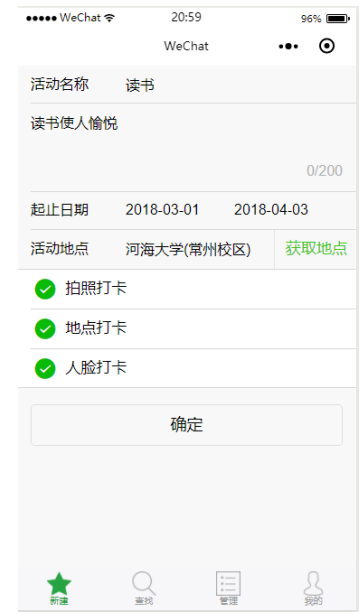 WeChat 20:59 96%
WeChat
活动名称 读书
读书使人愉悦
0/200
起止日期 2018-03-01 2018-04-03
活动地点 河海大学(常州校区) 获取地点
拍照打卡
地点打卡
人脸打卡
确定
新建 查找 管理 我的